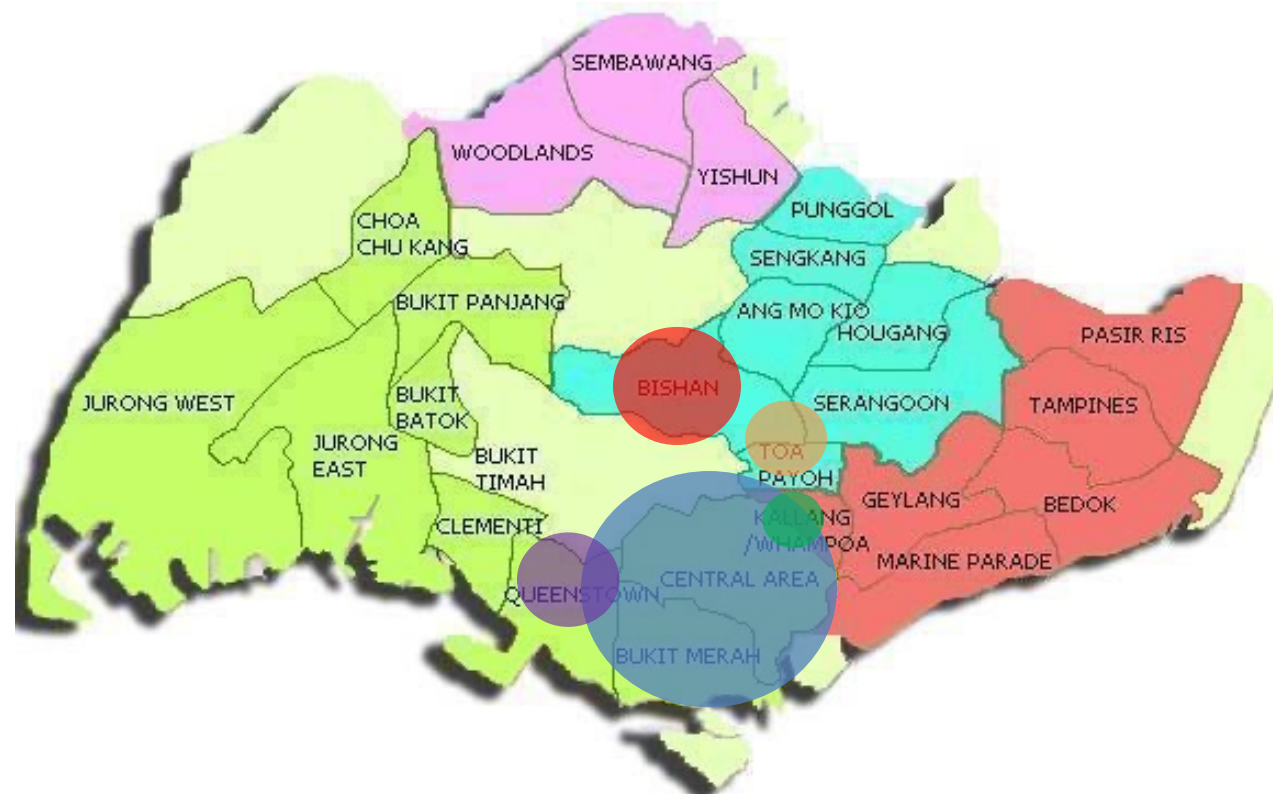 SEMBAWANG
WOODLANDS
YISHUN
PUNGGOL
CHOA
CHU KANG
SENGKANG
BUKIT PANJANG
ANG MO KIO
HOUGANG
PASIR RIS
BISHAN
JURONG WEST
BUKIT
BATOK
SERANGOON
TAMPINES
JURONG
EAST
BUKIT
TIMAH
TOA
PAYOH
GEYLANG
BEDOK
CLEMENTI
KALLANG
/WHAMPOA
MARINE PARADE
CENTRAL AREA
QUEENSTOWN
BUKIT MERAH